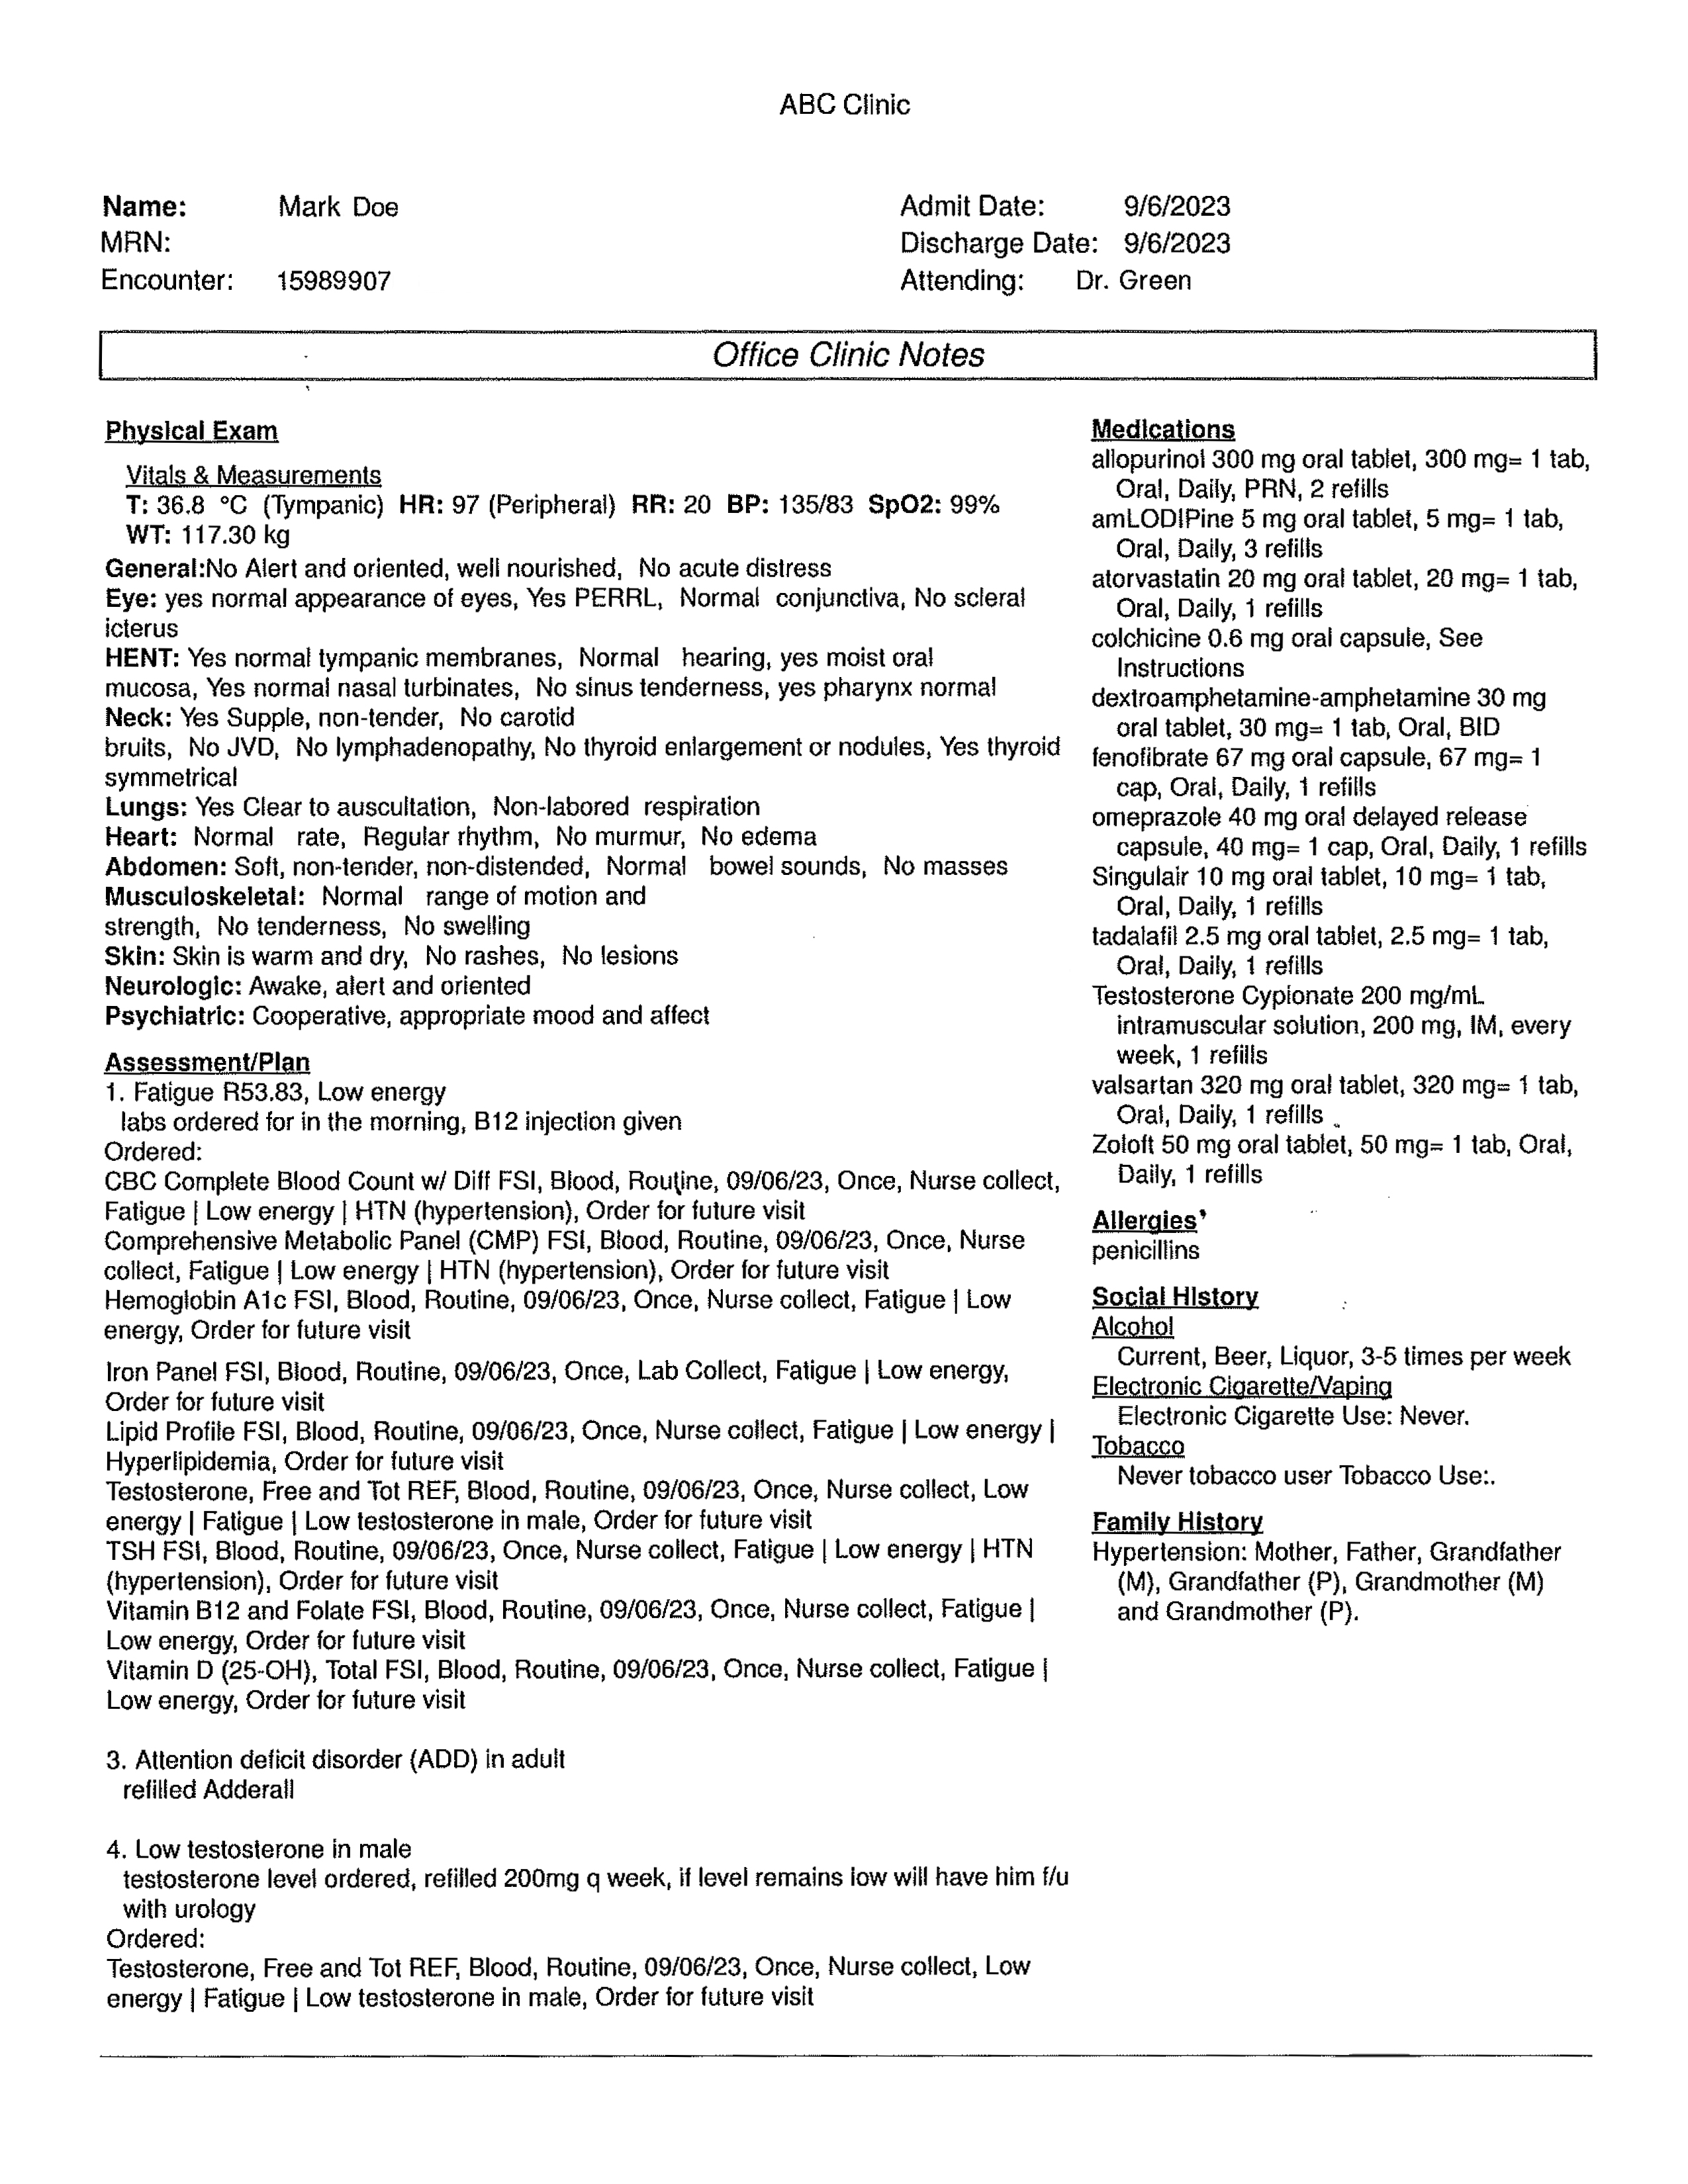 ABC Clinic
Name: Mark Doe
MRN:
Encounter: 15989907
Admit Date: 9/6/2023
Discharge Date: 9/6/2023
Attending: Dr. Green
Office Clinic Notes
Physical Exam
Vitals & Measurements
T: 36.8 °C (Tympanic) HR: 97 (Peripheral) RR: 20 BP: 135/83 SpO2: 99%
WT: 117.30 kg
General:No Alert and oriented, well nourished, No acute distress
Eye: yes normal appearance of eyes, Yes PERRL, Normal conjunctiva, No scleral
icterus
HENT: Yes normal tympanic membranes, Normal hearing, yes moist oral
mucosa, Yes normal nasal turbinates, No sinus tenderness, yes pharynx normal
Neck: Yes Supple, non-tender, No carotid
bruits, No JVD, No lymphadenopathy, No thyroid enlargement or nodules, Yes thyroid
symmetrical
Lungs: Yes Clear to auscultation, Non-labored respiration
Heart: Normal rate, Regular rhythm, No murmur, No edema
Abdomen: Soft, non-tender, non-distended, Normal bowel sounds, No masses
Musculoskeletal: Normal range of motion and
strength, No tenderness, No swelling
Skin: Skin is warm and dry, No rashes, No lesions
Neurologic: Awake, alert and oriented
Psychiatric: Cooperative, appropriate mood and affect
Assessment/Plan
1. Fatigue R53.83, Low energy
labs ordered for in the morning, B12 injection given
Ordered:
CBC Complete Blood Count w/ Diff FSI, Blood, Routine, 09/06/23, Once, Nurse collect,
Fatigue | Low energy | HTN (hypertension), Order for future visit
Comprehensive Metabolic Panel (CMP) FSI, Blood, Routine, 09/06/23, Once, Nurse
collect, Fatigue | Low energy | HTN (hypertension), Order for future visit
Hemoglobin A1c FSI, Blood, Routine, 09/06/23, Once, Nurse collect, Fatigue | Low
energy, Order for future visit
Iron Panel FSI, Blood, Routine, 09/06/23, Once, Lab Collect, Fatigue | Low energy,
Order for future visit
Lipid Profile FSI, Blood, Routine, 09/06/23, Once, Nurse collect, Fatigue | Low energy |
Hyperlipidemia, Order for future visit
Testosterone, Free and Tot REF, Blood, Routine, 09/06/23, Once, Nurse collect, Low
energy | Fatigue | Low testosterone in male, Order for future visit
TSH FSI, Blood, Routine, 09/06/23, Once, Nurse collect, Fatigue | Low energy | HTN
(hypertension), Order for future visit
Vitamin B12 and Folate FSI, Blood, Routine, 09/06/23, Once, Nurse collect, Fatigue |
Low energy, Order for future visit
Vitamin D (25-OH), Total FSI, Blood, Routine, 09/06/23, Once, Nurse collect, Fatigue |
Low energy, Order for future visit
3. Attention deficit disorder (ADD) in adult
refilled Adderall
4. Low testosterone in male
testosterone level ordered, refilled 200mg q week, if level remains low will have him f/u
with urology
Ordered:
Testosterone, Free and Tot REF, Blood, Routine, 09/06/23, Once, Nurse collect, Low
energy | Fatigue | Low testosterone in male, Order for future visit
Medications
allopurinol 300 mg oral tablet, 300 mg= 1 tab,
Oral, Daily, PRN, 2 refills
amLODIPine 5 mg oral tablet, 5 mg= 1 tab,
Oral, Daily, 3 refills
atorvastatin 20 mg oral tablet, 20 mg= 1 tab,
Oral, Daily, 1 refills
colchicine 0.6 mg oral capsule, See
Instructions
dextroamphetamine-amphetamine 30 mg
oral tablet, 30 mg= 1 tab, Oral, BID
fenofibrate 67 mg oral capsule, 67 mg= 1
cap, Oral, Daily, 1 refills
omeprazole 40 mg oral delayed release
capsule, 40 mg= 1 cap, Oral, Daily, 1 refills
Singulair 10 mg oral tablet, 10 mg= 1 tab,
Oral, Daily, 1 refills
tadalafil 2.5 mg oral tablet, 2.5 mg= 1 tab,
Oral, Daily, 1 refills
Testosterone Cypionate 200 mg/mL
intramuscular solution, 200 mg, IM, every
week, 1 refills
valsartan 320 mg oral tablet, 320 mg= 1 tab,
Oral, Daily, 1 refills
Zoloft 50 mg oral tablet, 50 mg= 1 tab, Oral,
Daily, 1 refills
Allergies
penicillins
Social History
Alcohol
Current, Beer, Liquor, 3-5 times per week
Electronic Cigarette/Vaping
Electronic Cigarette Use: Never.
Tobacco
Never tobacco user Tobacco Use:.
Family History
Hypertension: Mother, Father, Grandfather
(M), Grandfather (P), Grandmother (M)
and Grandmother (P).